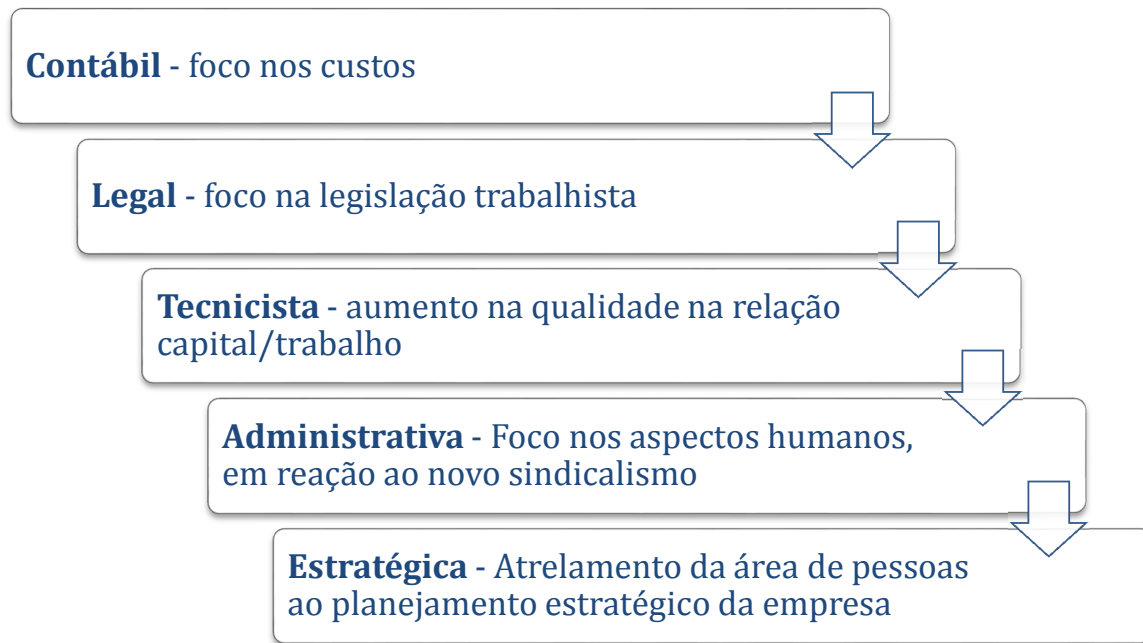 Contábil - foco nos custos
Legal - foco na legislação trabalhista
Tecnicista - aumento na qualidade na relação
capital/trabalho
Administrativa - Foco nos aspectos humanos,
em reação ao novo sindicalismo
Estratégica - Atrelamento da área de pessoas
ao planejamento estratégico da empresa